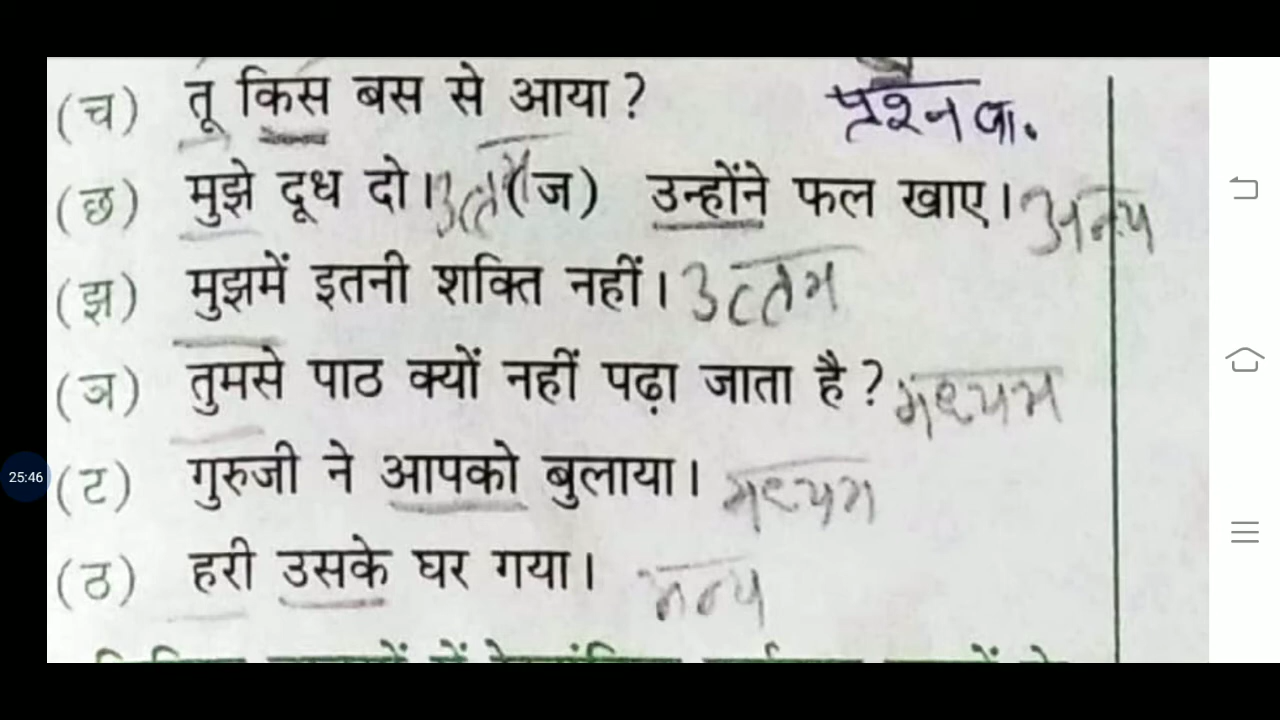 (च) तू किस बस से आया? प्रश्न वा.
(छ) मुझे दूध दो। उत्तम (ज) उन्होंने फल खाए। अन्य
(झ) मुझमें इतनी शक्ति नहीं। उत्तम
(ञ) तुमसे पाठ क्यों नहीं पढ़ा जाता है? मध्यम
25:46
(ट) गुरुजी ने आपको बुलाया। मध्यम
(ठ) हरी उसके घर गया। अन्य